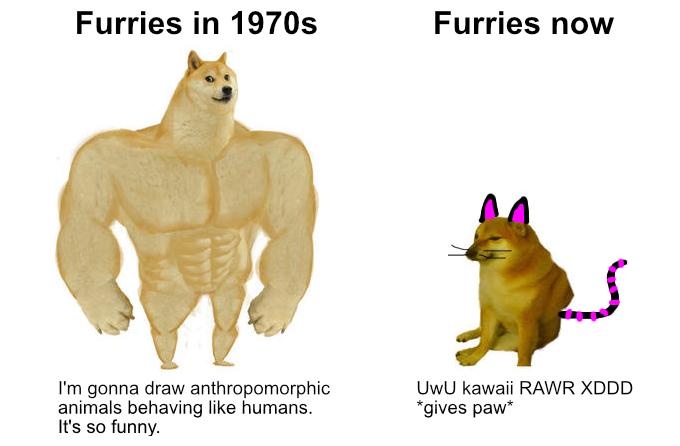 Furries in 1970s
Furries now
I'm gonna draw anthropomorphic
animals behaving like humans.
It's so funny.
UwU kawaii RAWR XDDD
*gives paw*